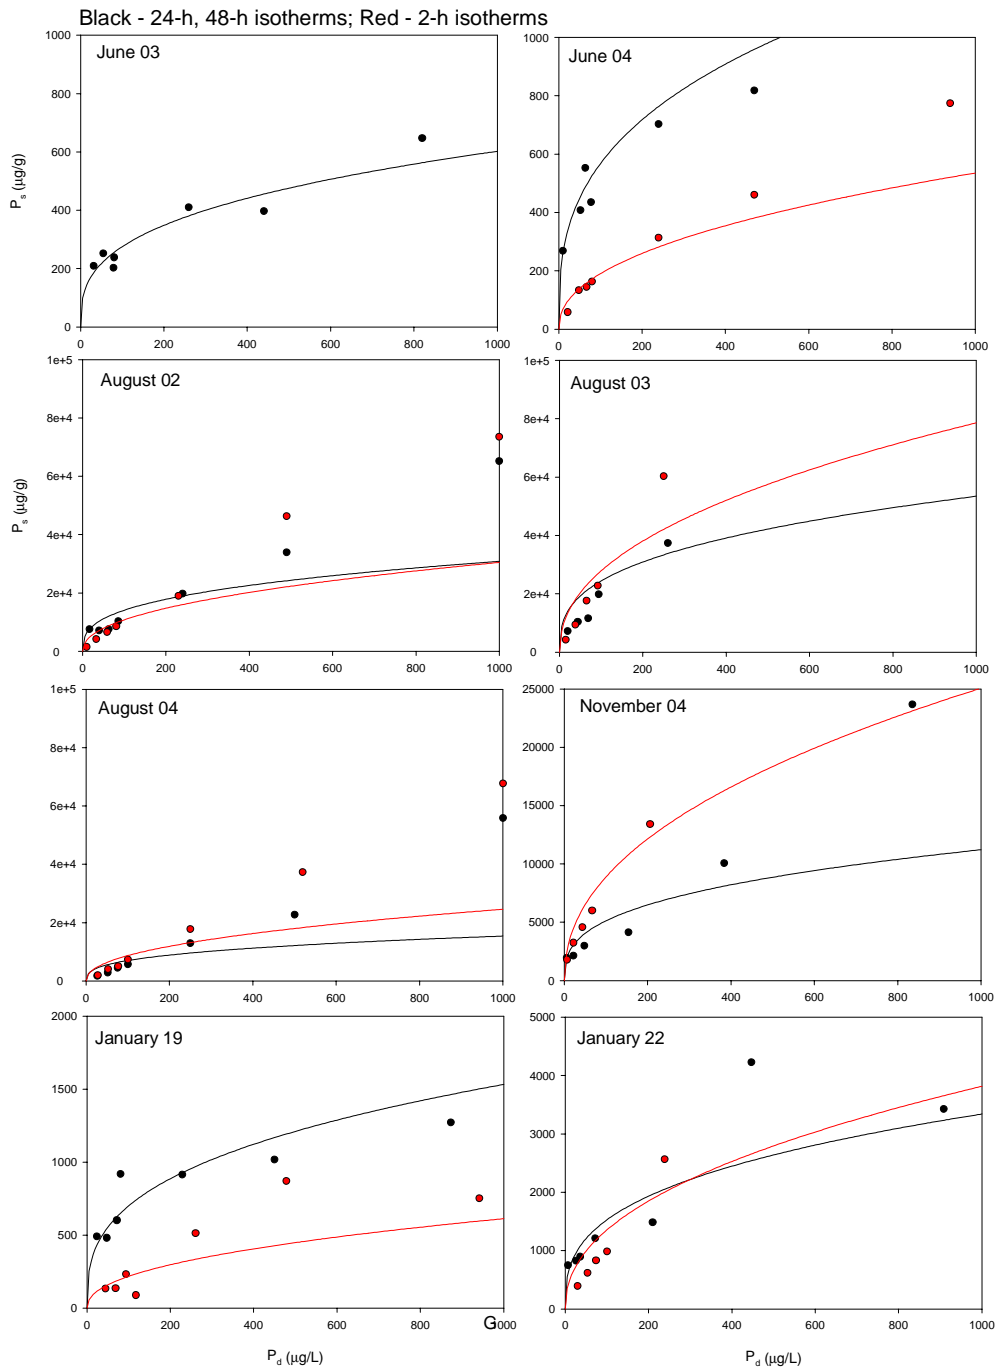 Black - 24-h, 48-h isotherms; Red - 2-h isotherms
June 03
1000
800
600
400
200
0
P_s (µg/g)
0 200 400 600 800 1000
June 04
1000
800
600
400
200
0
0 200 400 600 800 1000
August 02
1e+5
8e+4
6e+4
4e+4
2e+4
0
P_s (µg/g)
0 200 400 600 800 1000
August 03
1e+5
8e+4
6e+4
4e+4
2e+4
0
0 200 400 600 800 1000
August 04
1e+5
8e+4
6e+4
4e+4
2e+4
0
0 200 400 600 800 1000
November 04
25000
20000
15000
10000
5000
0
0 200 400 600 800 1000
January 19
2000
1500
1000
500
0
0 200 400 600 800 1000
G
P_d (µg/L)
January 22
5000
4000
3000
2000
1000
0
0 200 400 600 800 1000
P_d (µg/L)